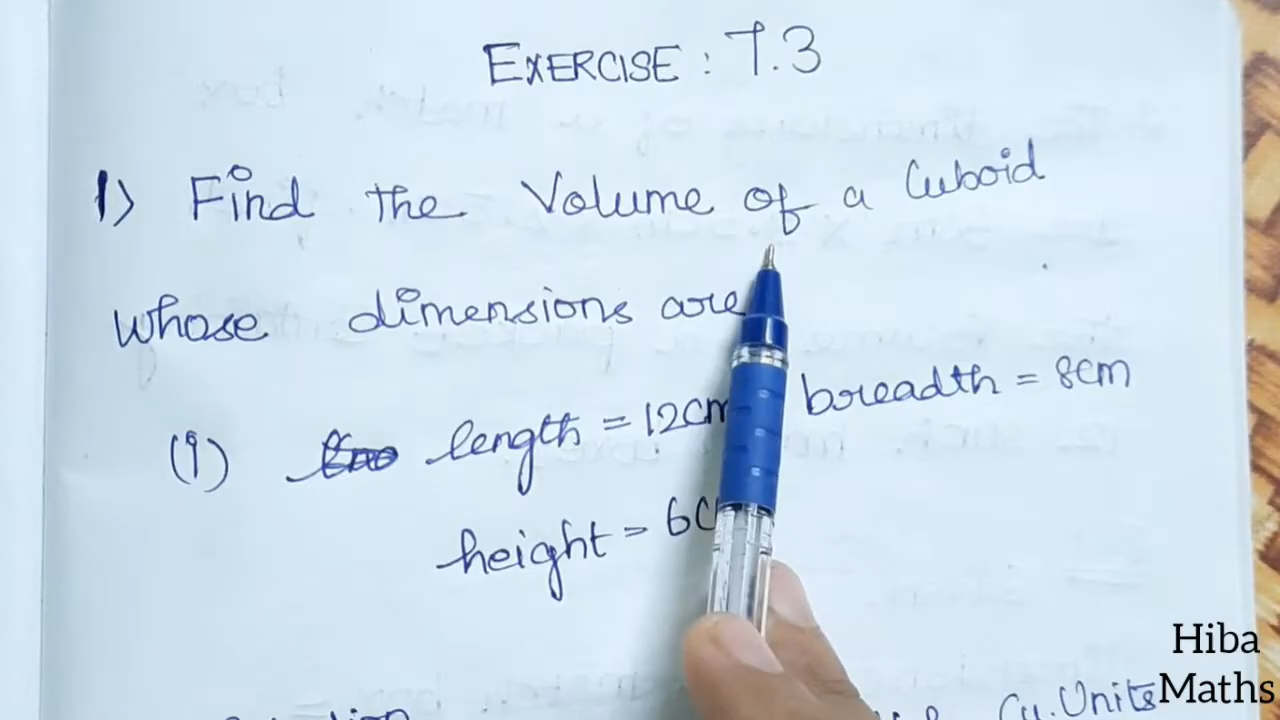 EXERCISE : 7.3
1) Find the Volume of a Cuboid
whose dimensions are
(i) length = 12cm breadth = 8cm
height = 6c
Cu. Units
Hiba
Maths